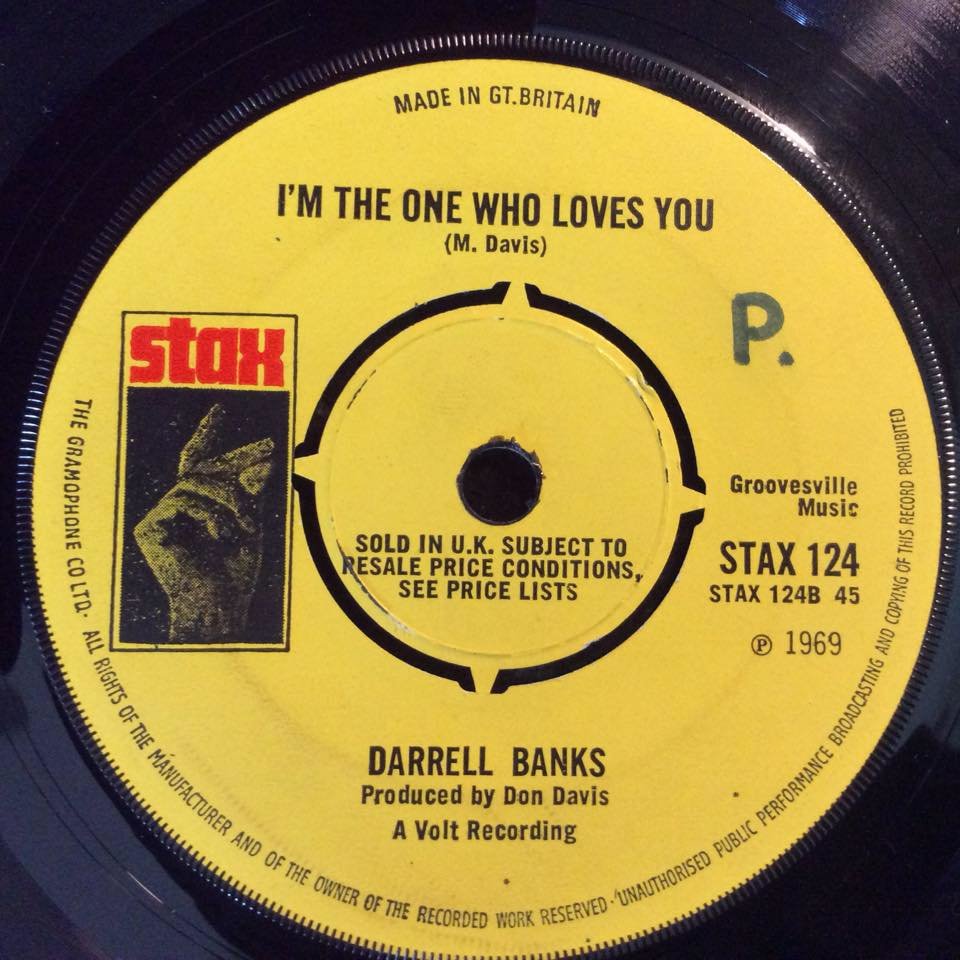 MADE IN GT.BRITAIN
I'M THE ONE WHO LOVES YOU
(M. Davis)
P.
stax
Groovesville
Music
STAX 124
STAX 124B 45
℗ 1969
SOLD IN U.K. SUBJECT TO
RESALE PRICE CONDITIONS,
SEE PRICE LISTS
DARRELL BANKS
Produced by Don Davis
A Volt Recording
THE GRAMOPHONE CO LTD· ALL RIGHTS OF THE MANUFACTURER AND OF THE OWNER OF THE RECORDED WORK RESERVED·UNAUTHORISED PUBLIC PERFORMANCE BROADCASTING AND COPYING OF THIS RECORD PROHIBITED